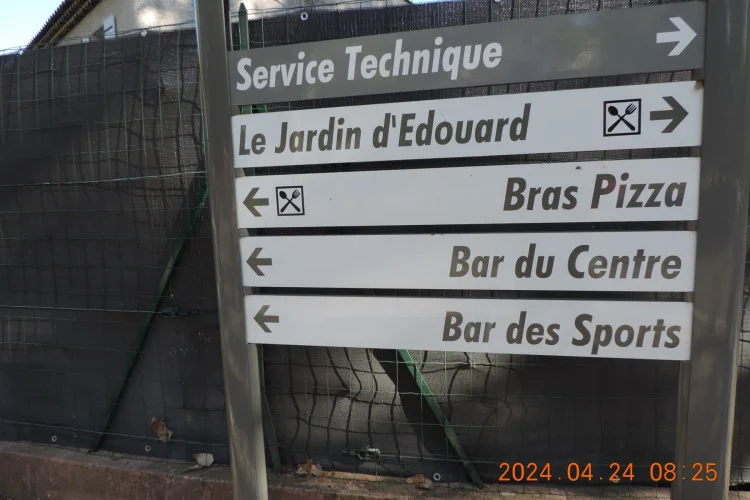 Service Technique
Le Jardin d'Edouard
Bras Pizza
Bar du Centre
Bar des Sports
2024.04.24 08:25